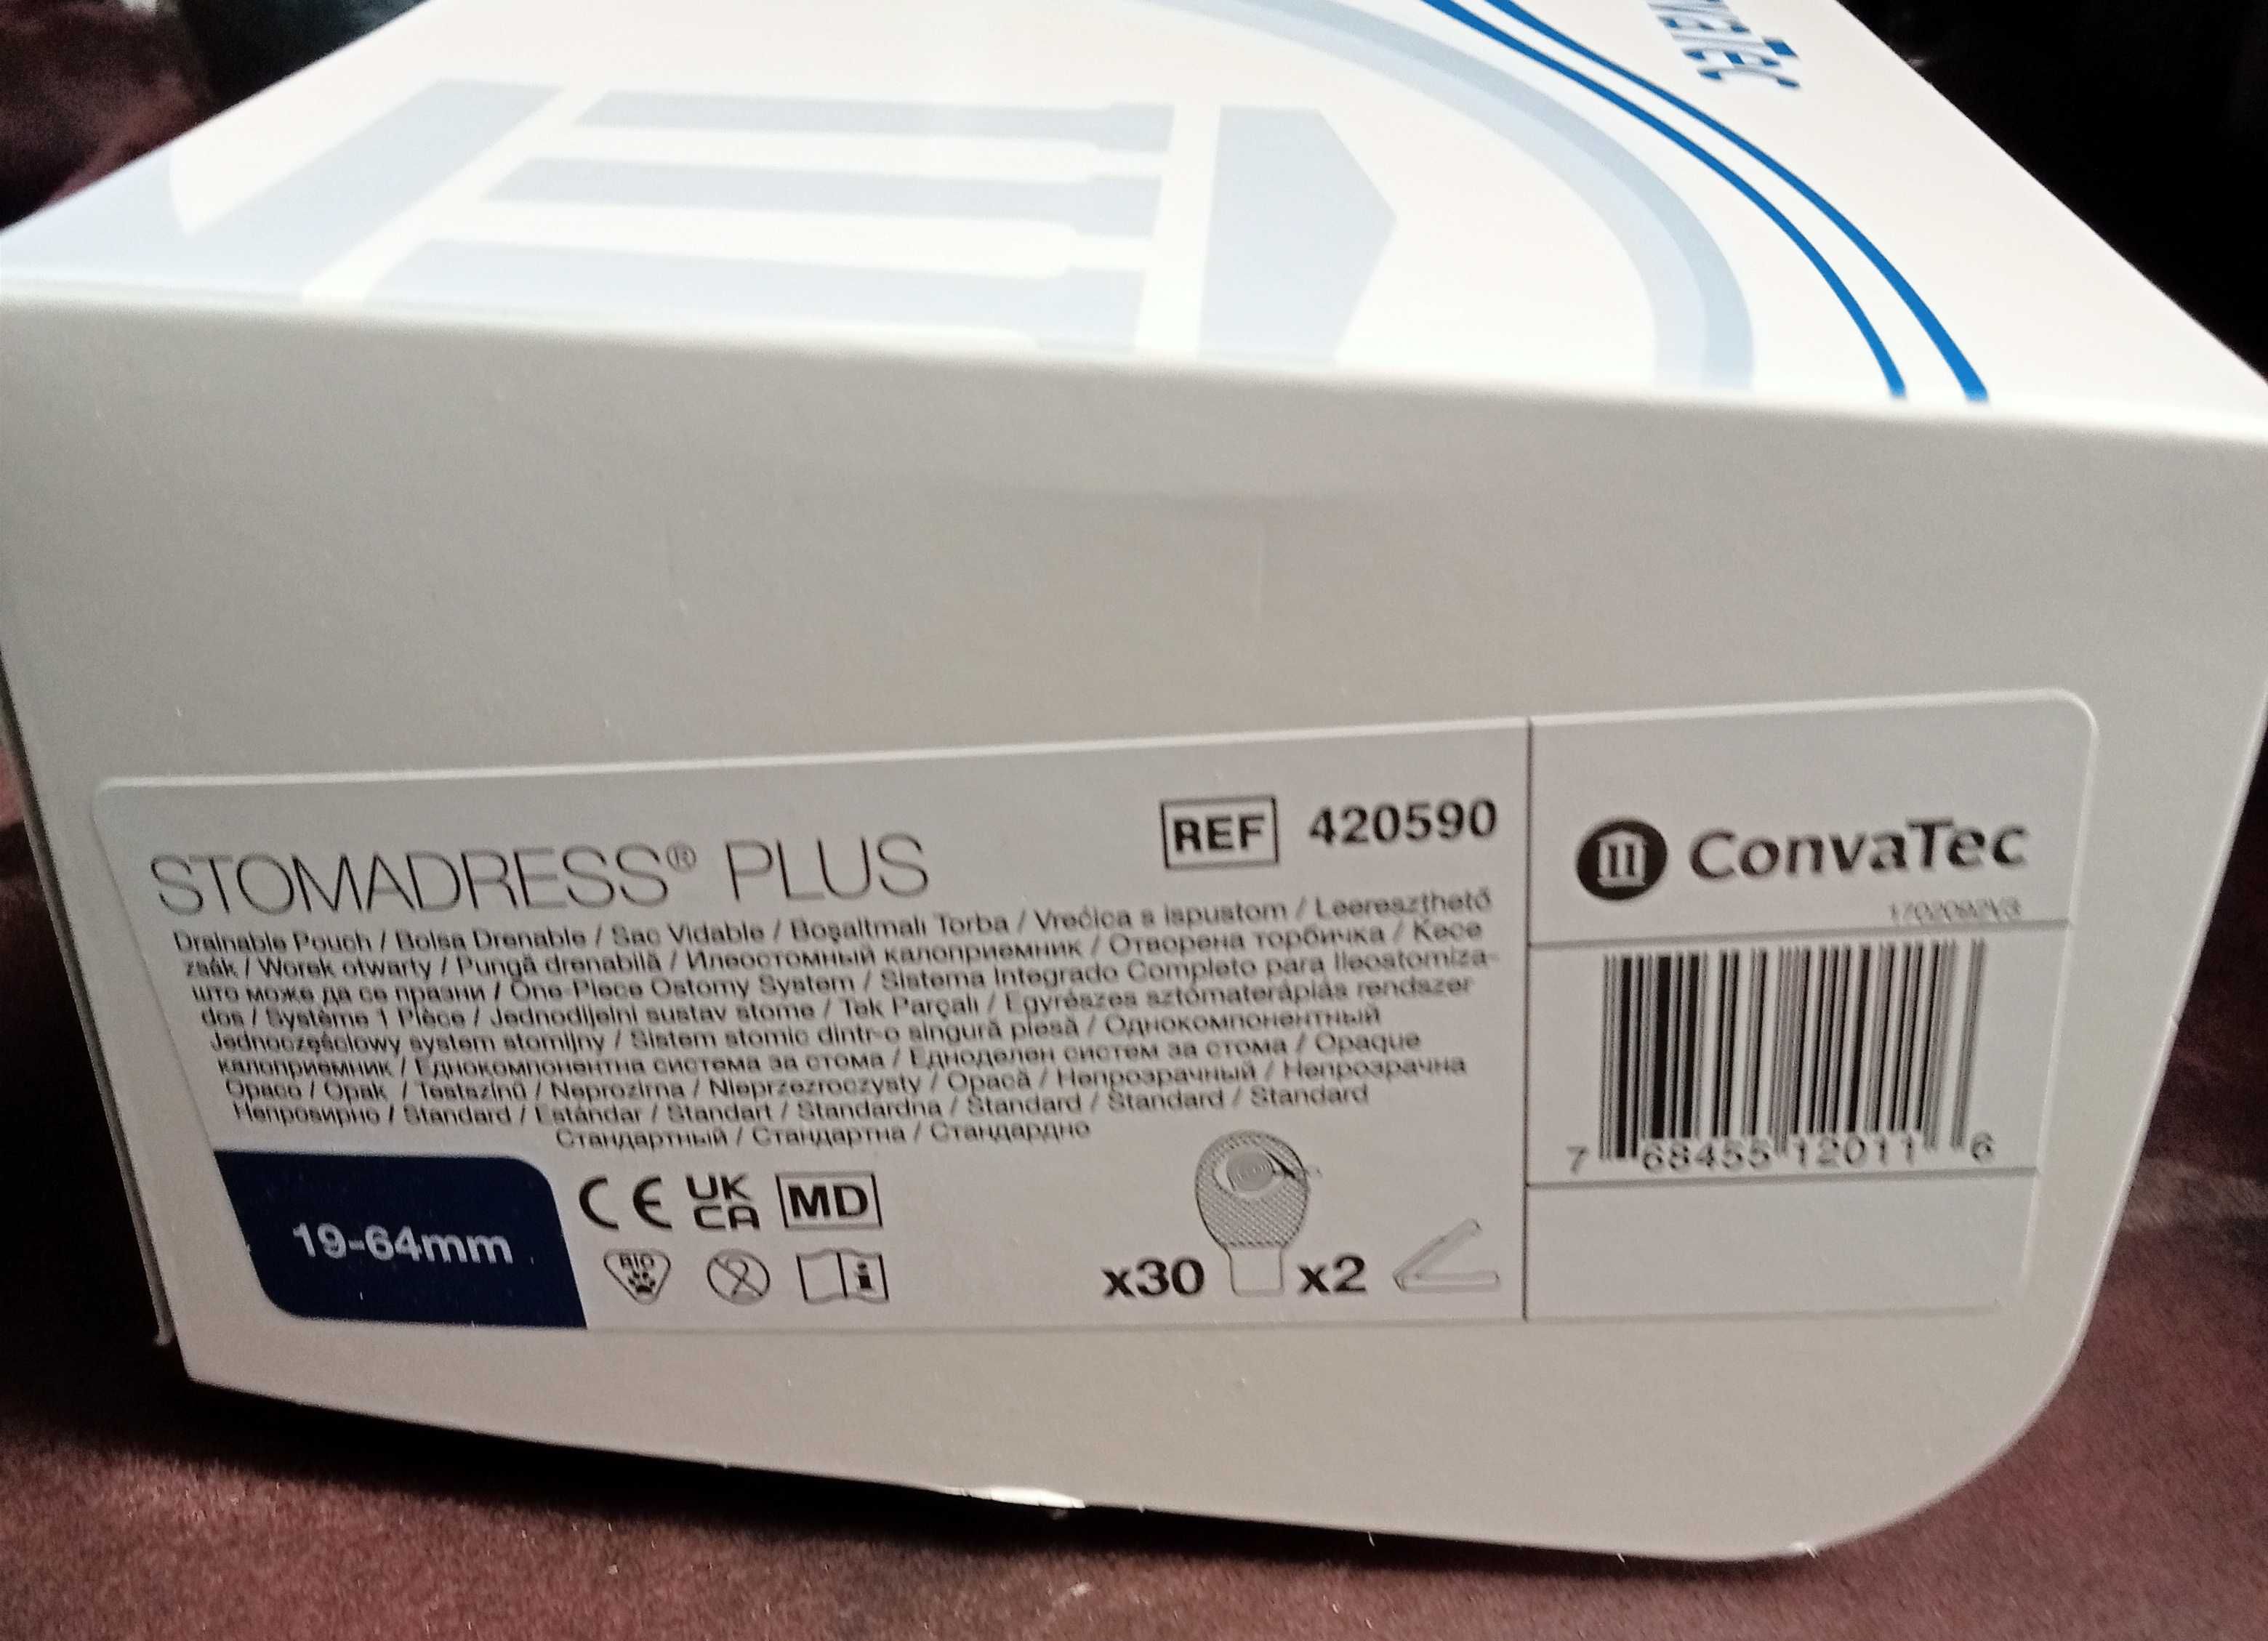 STOMADRESS® PLUS
REF 420590
Drainable Pouch / Bolsa Drenable / Sac Vidable / Boşaltmalı Torba / Vrećica s ispustom / Leereszthető
zsák / Worek otwarty / Pungă drenabilă / Илеостомный калоприемник / Отворена торбичка / Kece
што може да се празни / One-Piece Ostomy System / Sistema Integrado Completo para Ileostomiza-
dos / Système 1 Pièce / Jednodijelni sustav stome / Tek Parçalı / Egyrészes sztómaterápiás rendszer
Jednoczęściowy system stomijny / Sistem stomic dintr-o singură piesă / Однокомпонентный
калоприемник / Еднокомпонентна система за стома / Едноделен систем за стома / Opaque
Opaco / Opak / Testszínű / Neprozirna / Nieprzezroczysty / Opacă / Непрозрачный / Непрозрачна
Непровирно / Standard / Estándar / Standart / Standardna / Standard / Standard / Standard
Стандартный / Стандартна / Стандардно
19-64mm
CE UK CA MD
BIO
x30 x2
ConvaTec
1702092V3
7 68455 12011 6